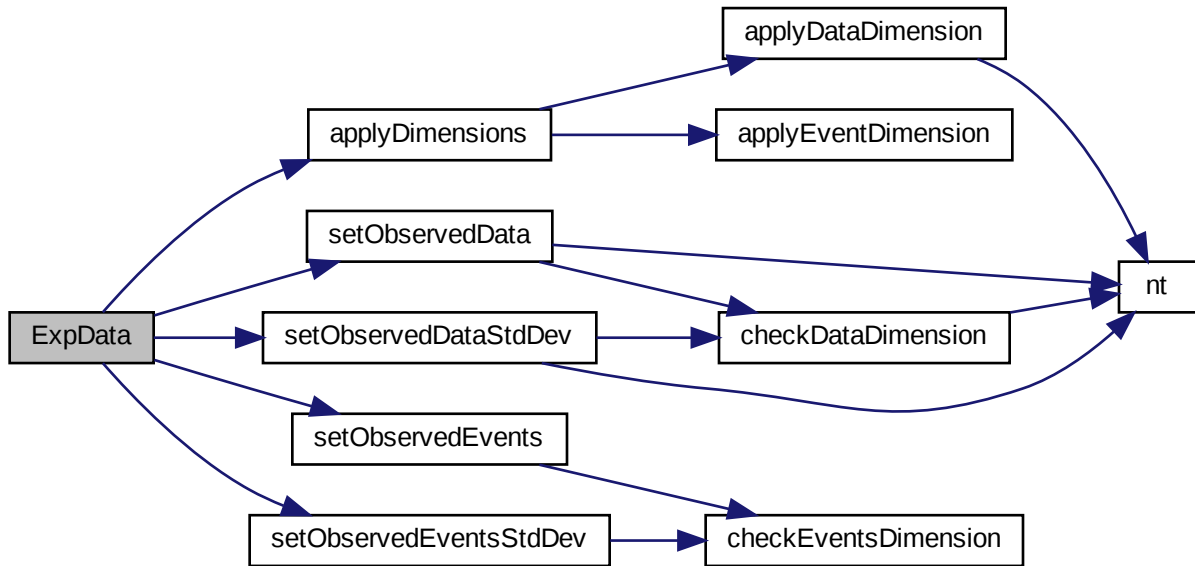 applyDataDimension
applyDimensions
applyEventDimension
setObservedData
nt
ExpData
setObservedDataStdDev
checkDataDimension
setObservedEvents
setObservedEventsStdDev
checkEventsDimension